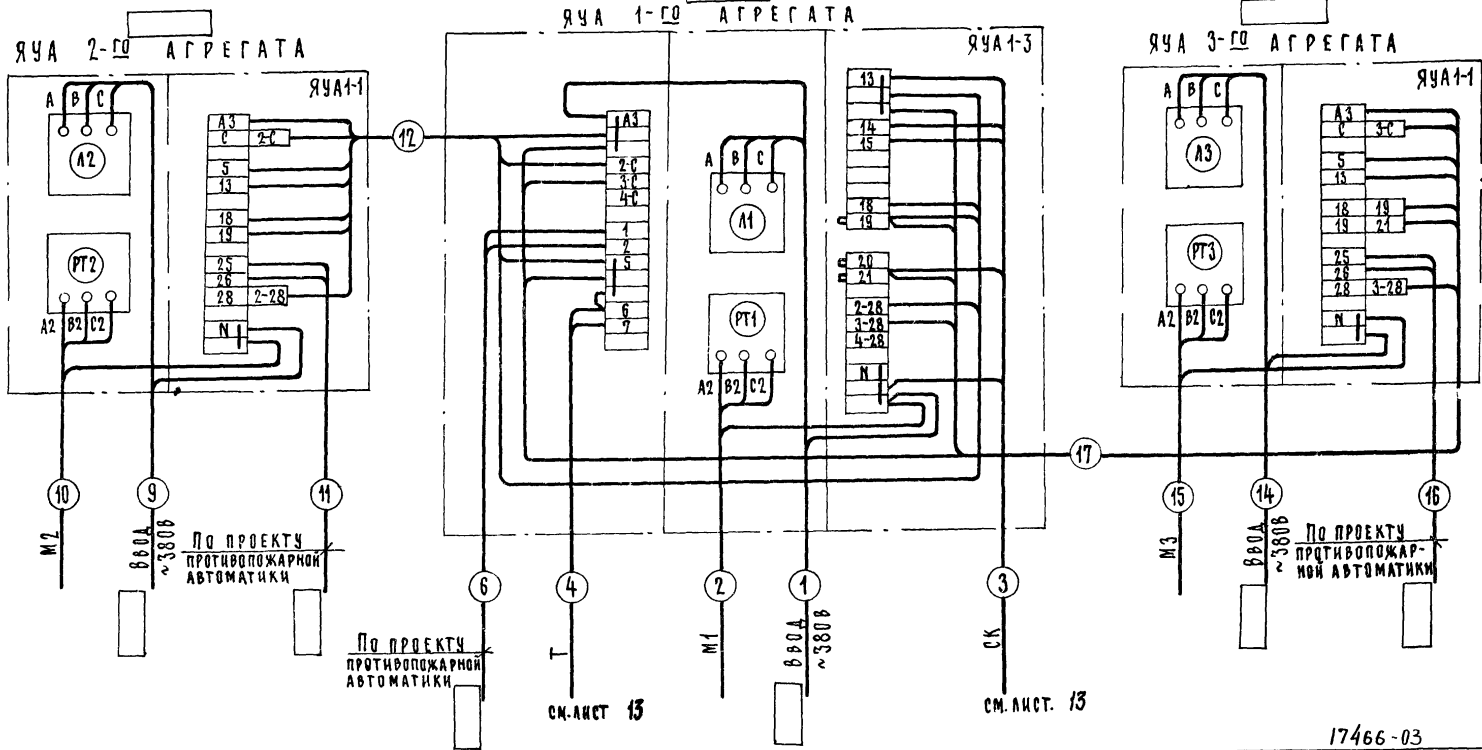 ЯУА 2-го АГРЕГАТА
ЯУА1-1
А В С
Л2
РТ2
А2 В2 С2
А3
С 2-С
5
13
18
19
25
26
28 2-28
N
12
10
9
11
М2
ВВОД
~380В
По проекту
противопожарной
автоматики
ЯУА 1-го АГРЕГАТА
ЯУА1-3
А3
2-С
3-С
4-С
1
2
5
6
7
А В С
Л1
РТ1
А2 В2 С2
13
14
15
18
19
20
21
2-28
3-28
4-28
N
17
6
4
2
1
3
По проекту
противопожарной
автоматики
Т
см. лист 13
М1
ВВОД
~380В
СК
см. лист. 13
ЯУА 3-го АГРЕГАТА
ЯУА1-1
А В С
Л3
РТ3
А2 В2 С2
А3
С 3-С
5
13
18 19
19 21
25
26
28 3-28
N
15
14
16
М3
ВВОД
~380В
По проекту
противопожар-
ной автоматики
17466-03